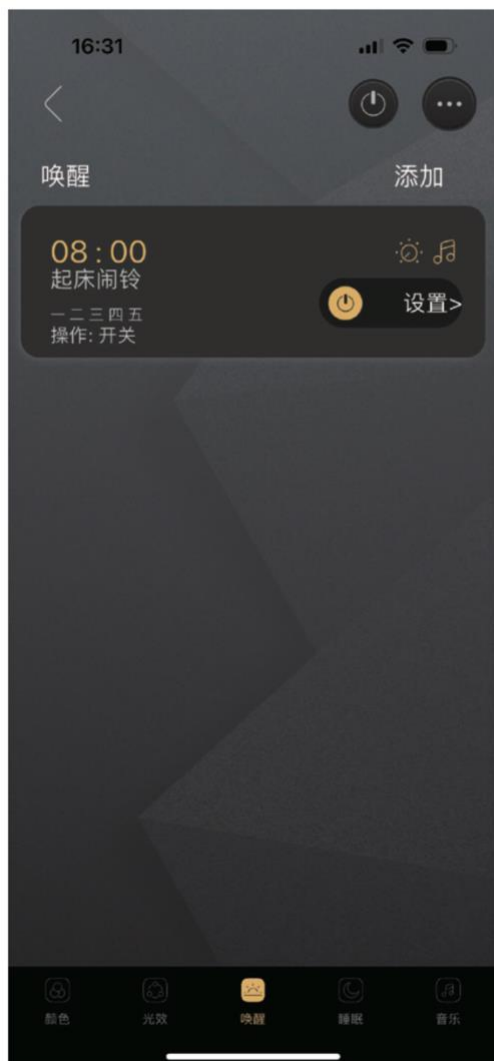 16:31
唤醒
添加
08 : 00
起床闹铃
一 二 三 四 五
设置>
操作: 开关
颜色
光效
唤醒
睡眠
音乐